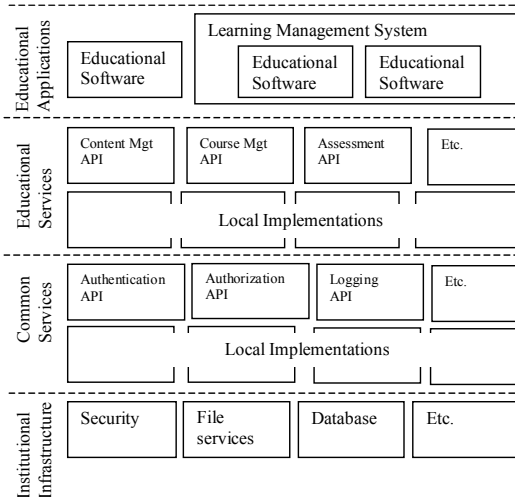 Educational
Applications
Learning Management System
Educational
Software
Educational
Software
Educational
Software
Educational
Services
Content Mgt
API
Course Mgt
API
Assessment
API
Etc.
Local Implementations
Common
Services
Authentication
API
Authorization
API
Logging
API
Etc.
Local Implementations
Institutional
Infrastructure
Security
File
services
Database
Etc.